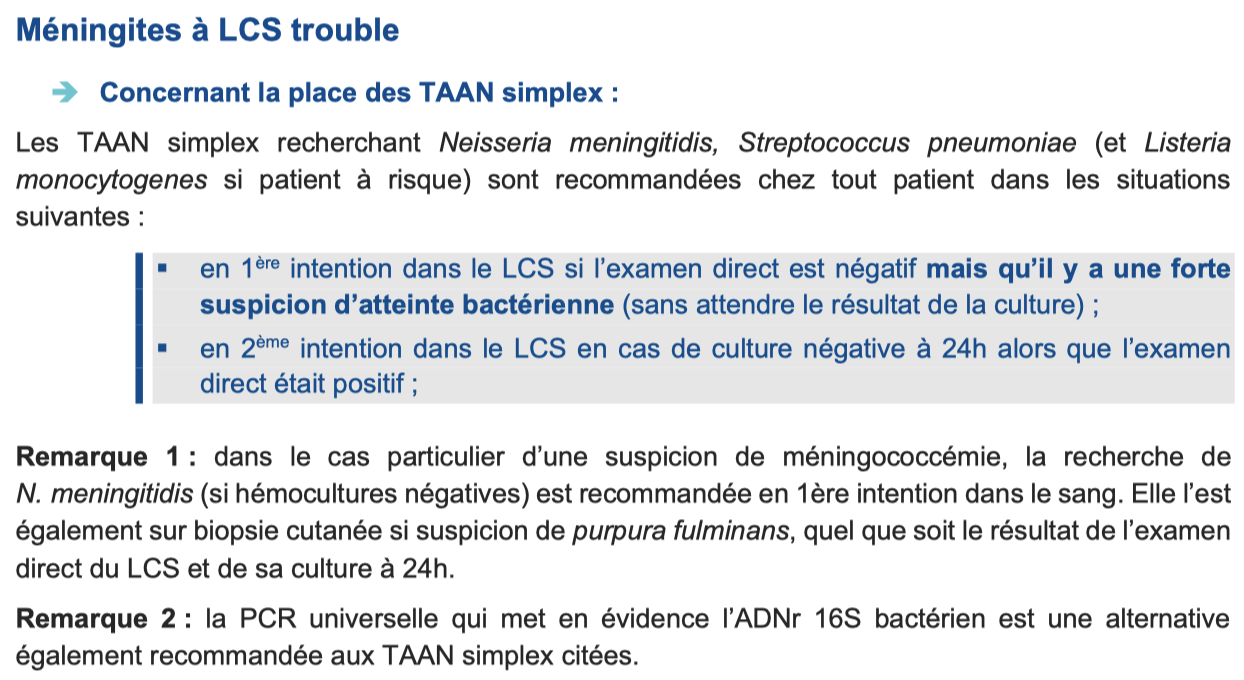 Méningites à LCS trouble
➔ Concernant la place des TAAN simplex :
Les TAAN simplex recherchant Neisseria meningitidis, Streptococcus pneumoniae (et Listeria
monocytogenes si patient à risque) sont recommandées chez tout patient dans les situations
suivantes :
▪ en 1ère intention dans le LCS si l’examen direct est négatif mais qu’il y a une forte
suspicion d’atteinte bactérienne (sans attendre le résultat de la culture) ;
▪ en 2ème intention dans le LCS en cas de culture négative à 24h alors que l’examen
direct était positif ;
Remarque 1 : dans le cas particulier d’une suspicion de méningococcémie, la recherche de
N. meningitidis (si hémocultures négatives) est recommandée en 1ère intention dans le sang. Elle l’est
également sur biopsie cutanée si suspicion de purpura fulminans, quel que soit le résultat de l’examen
direct du LCS et de sa culture à 24h.
Remarque 2 : la PCR universelle qui met en évidence l’ADNr 16S bactérien est une alternative
également recommandée aux TAAN simplex citées.